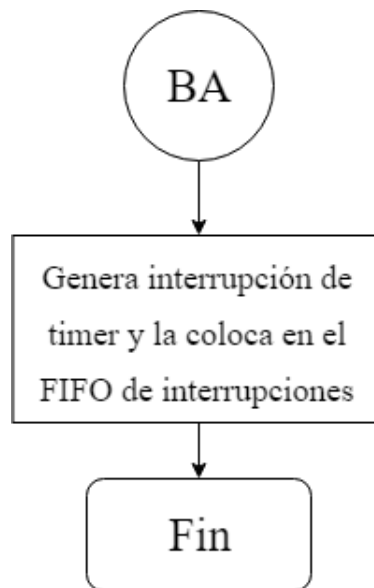 BA
Genera interrupción de
timer y la coloca en el
FIFO de interrupciones
Fin